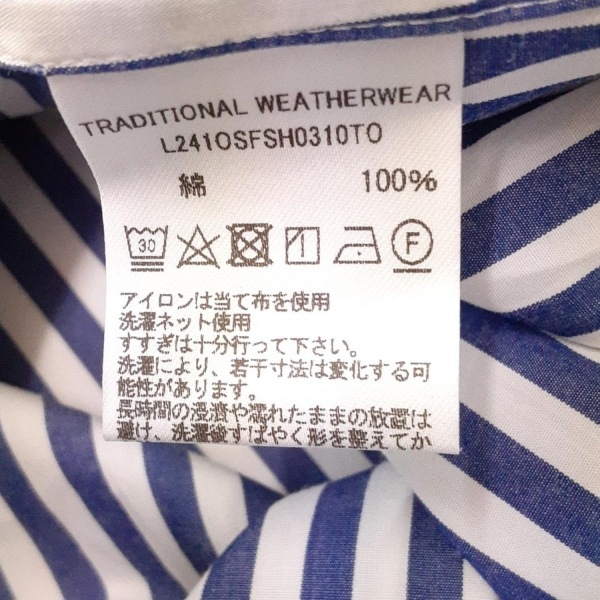 TRADITIONAL WEATHERWEAR
L241OSFSH0310TO
綿 100%
30 F
アイロンは当て布を使用
洗濯ネット使用
すすぎは十分行って下さい。
洗濯により、若干寸法は変化する可
能性があります。
長時間の浸漬や濡れたままの放置は
避け、洗濯後すばやく形を整えてか